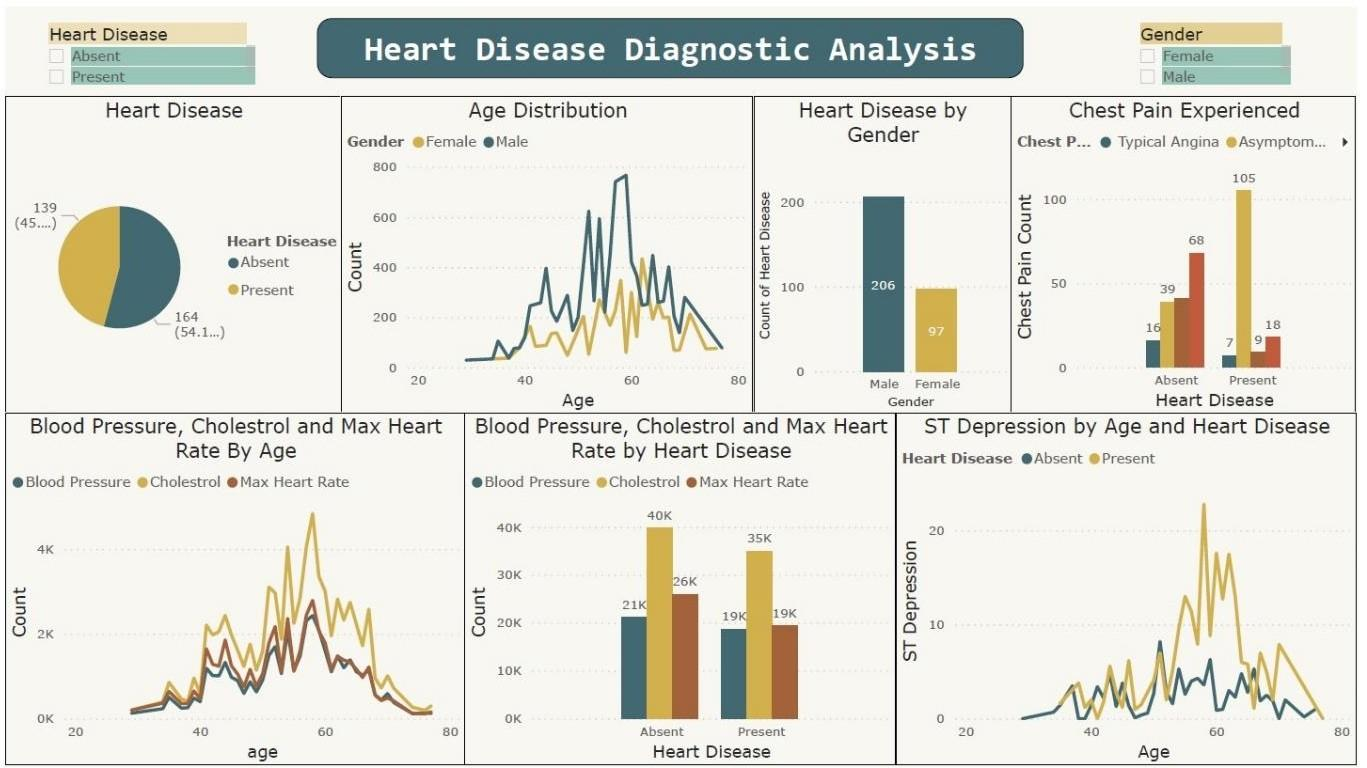 Heart Disease
Absent
Present
Heart Disease Diagnostic Analysis
Gender
Female
Male
Heart Disease
139
(45....)
164
(54.1...)
Heart Disease
Absent
Present
Age Distribution
Gender Female Male
800
600
400
200
0
Count
20 40 60 80
Age
Heart Disease by
Gender
Count of Heart Disease
200
100
0
206
97
Male Female
Gender
Chest Pain Experienced
Chest P... Typical Angina Asymptom...
Chest Pain Count
100
50
0
16
39
68
7
105
9
18
Absent Present
Heart Disease
Blood Pressure, Cholestrol and Max Heart
Rate By Age
Blood Pressure Cholestrol Max Heart Rate
Count
4K
2K
0K
20 40 60 80
age
Blood Pressure, Cholestrol and Max Heart
Rate by Heart Disease
Blood Pressure Cholestrol Max Heart Rate
Count
40K
30K
20K
10K
0K
21K
40K
26K
19K
35K
19K
Absent Present
Heart Disease
ST Depression by Age and Heart Disease
Heart Disease Absent Present
ST Depression
20
10
0
20 40 60 80
Age